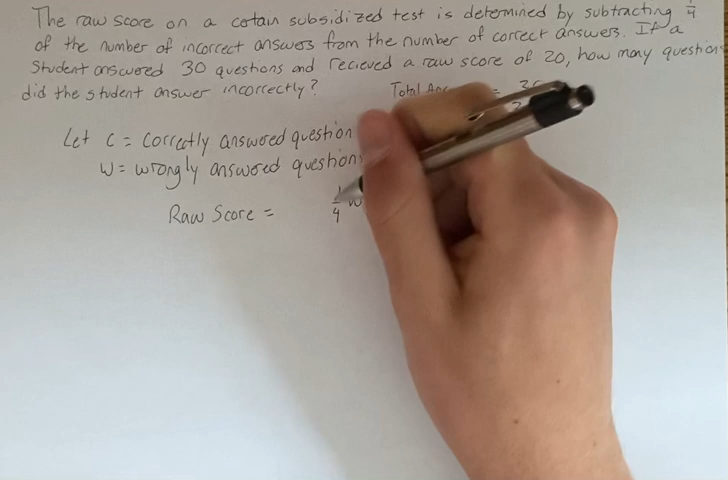 The raw score on a cetain subsidized test is determined by subtracting 1/4
of the number of incorrect answers from the number of correct answers. If a
student answered 30 questions and recieved a raw score of 20, how many question
did the student answer incorrectly? Total =
Let c = correctly answered question
w = wrongly answered questions
Raw Score = 1/4 w